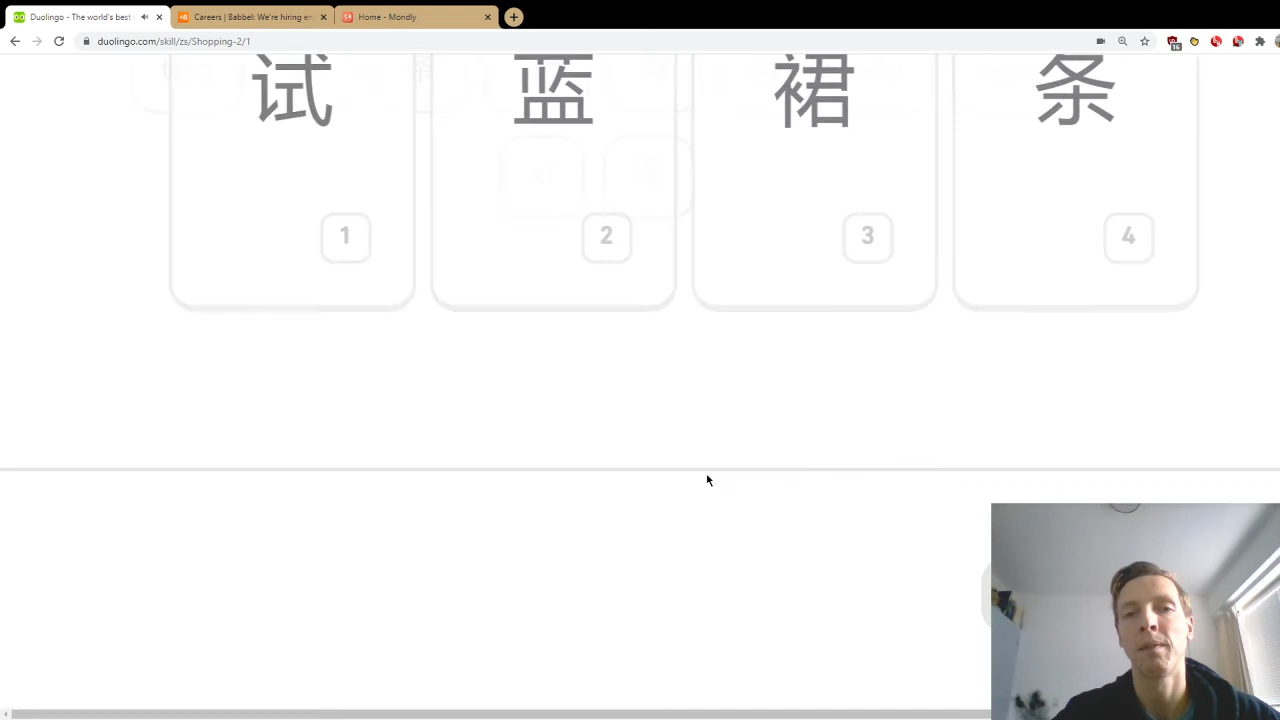 Duolingo - The world's best
Careers | Babbel: We're hiring en
Home - Mondly
duolingo.com/skill/zs/Shopping-2/1
16
试 蓝 裙 条
1 2 3 4